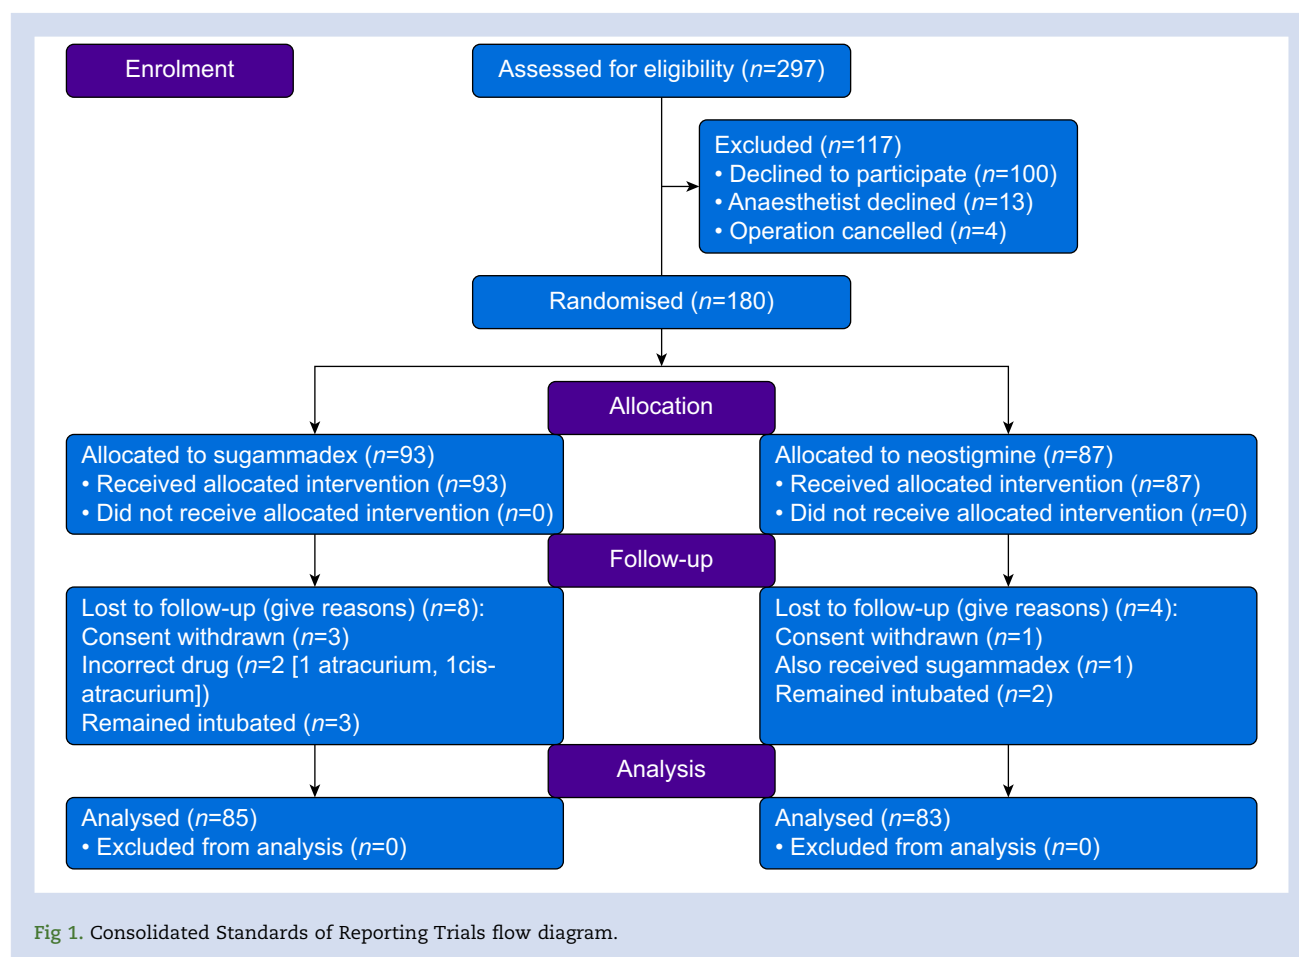 Enrolment
Assessed for eligibility (n=297)
Excluded (n=117)
• Declined to participate (n=100)
• Anaesthetist declined (n=13)
• Operation cancelled (n=4)
Randomised (n=180)
Allocation
Allocated to sugammadex (n=93)
• Received allocated intervention (n=93)
• Did not receive allocated intervention (n=0)
Allocated to neostigmine (n=87)
• Received allocated intervention (n=87)
• Did not receive allocated intervention (n=0)
Follow-up
Lost to follow-up (give reasons) (n=8):
Consent withdrawn (n=3)
Incorrect drug (n=2 [1 atracurium, 1cis-
atracurium])
Remained intubated (n=3)
Lost to follow-up (give reasons) (n=4):
Consent withdrawn (n=1)
Also received sugammadex (n=1)
Remained intubated (n=2)
Analysis
Analysed (n=85)
• Excluded from analysis (n=0)
Analysed (n=83)
• Excluded from analysis (n=0)
Fig 1. Consolidated Standards of Reporting Trials flow diagram.